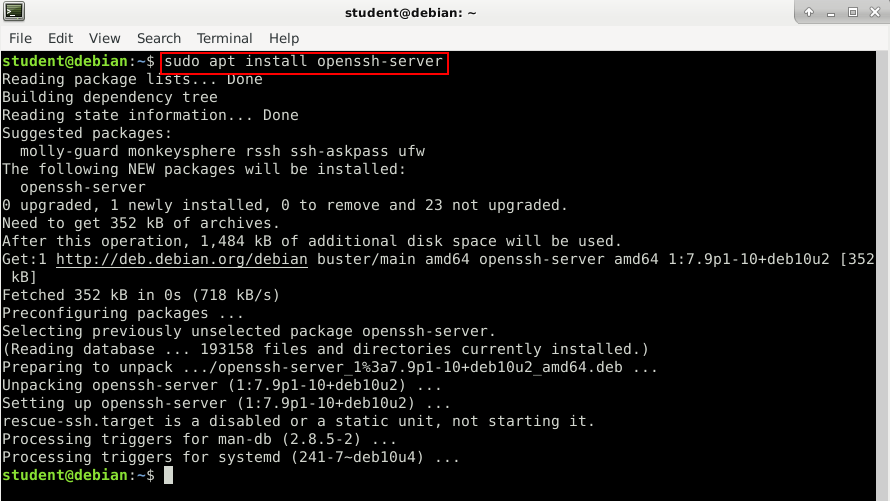 student@debian: ~
File Edit View Search Terminal Help
student@debian:~$ sudo apt install openssh-server
Reading package lists... Done
Building dependency tree
Reading state information... Done
Suggested packages:
  molly-guard monkeysphere rssh ssh-askpass ufw
The following NEW packages will be installed:
  openssh-server
0 upgraded, 1 newly installed, 0 to remove and 23 not upgraded.
Need to get 352 kB of archives.
After this operation, 1,484 kB of additional disk space will be used.
Get:1 http://deb.debian.org/debian buster/main amd64 openssh-server amd64 1:7.9p1-10+deb10u2 [352
 kB]
Fetched 352 kB in 0s (718 kB/s)
Preconfiguring packages ...
Selecting previously unselected package openssh-server.
(Reading database ... 193158 files and directories currently installed.)
Preparing to unpack .../openssh-server_1%3a7.9p1-10+deb10u2_amd64.deb ...
Unpacking openssh-server (1:7.9p1-10+deb10u2) ...
Setting up openssh-server (1:7.9p1-10+deb10u2) ...
rescue-ssh.target is a disabled or a static unit, not starting it.
Processing triggers for man-db (2.8.5-2) ...
Processing triggers for systemd (241-7~deb10u4) ...
student@debian:~$